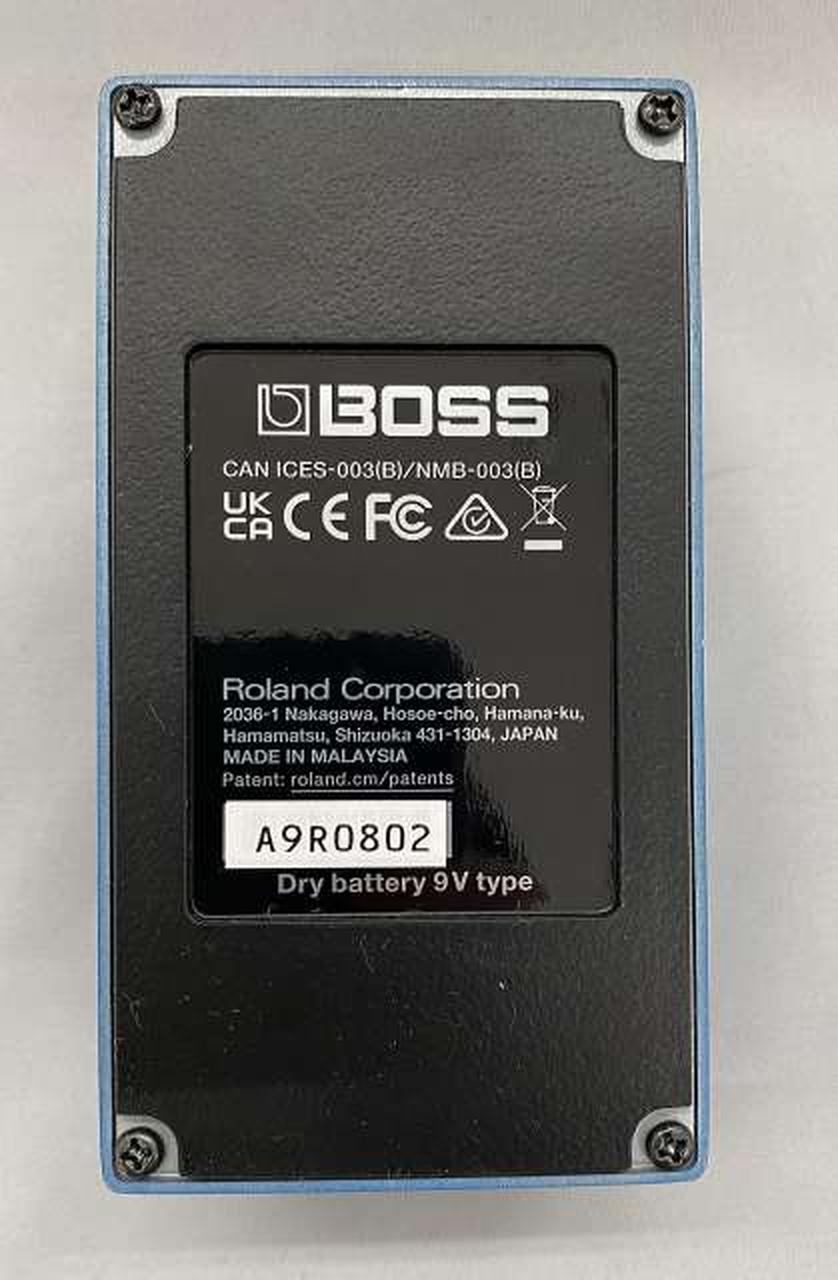 BOSS
CAN ICES-003(B)/NMB-003(B)
UK
CA CE FC
Roland Corporation
2036-1 Nakagawa, Hosoe-cho, Hamana-ku,
Hamamatsu, Shizuoka 431-1304, JAPAN
MADE IN MALAYSIA
Patent: roland.cm/patents
A9R0802
Dry battery 9V type